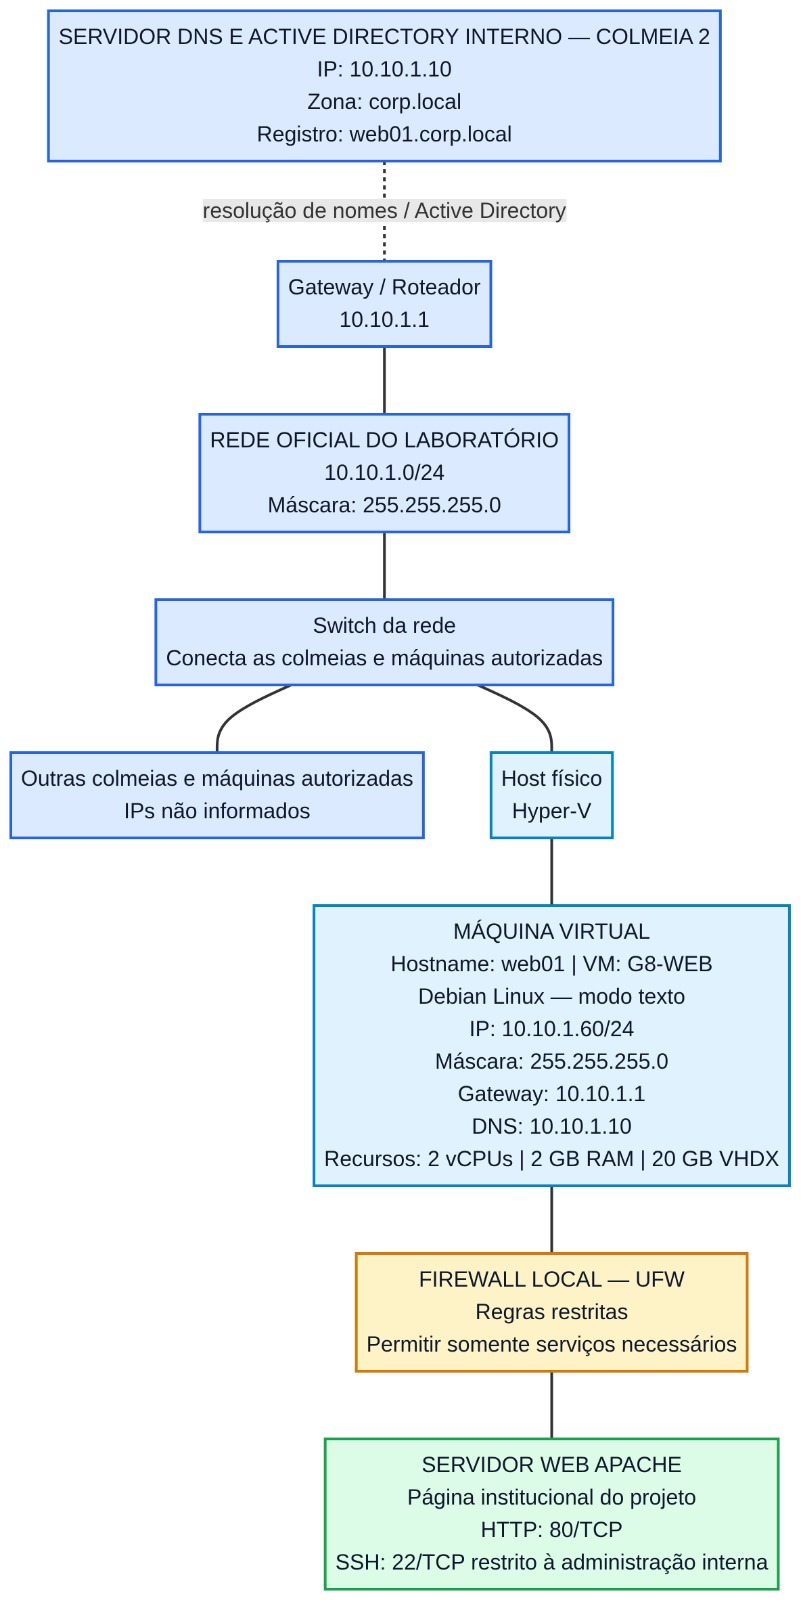 SERVIDOR DNS E ACTIVE DIRECTORY INTERNO — COLMEIA 2
IP: 10.10.1.10
Zona: corp.local
Registro: web01.corp.local
resolução de nomes / Active Directory
Gateway / Roteador
10.10.1.1
REDE OFICIAL DO LABORATÓRIO
10.10.1.0/24
Máscara: 255.255.255.0
Switch da rede
Conecta as colmeias e máquinas autorizadas
Outras colmeias e máquinas autorizadas
IPs não informados
Host físico
Hyper-V
MÁQUINA VIRTUAL
Hostname: web01 | VM: G8-WEB
Debian Linux — modo texto
IP: 10.10.1.60/24
Máscara: 255.255.255.0
Gateway: 10.10.1.1
DNS: 10.10.1.10
Recursos: 2 vCPUs | 2 GB RAM | 20 GB VHDX
FIREWALL LOCAL — UFW
Regras restritas
Permitir somente serviços necessários
SERVIDOR WEB APACHE
Página institucional do projeto
HTTP: 80/TCP
SSH: 22/TCP restrito à administração interna